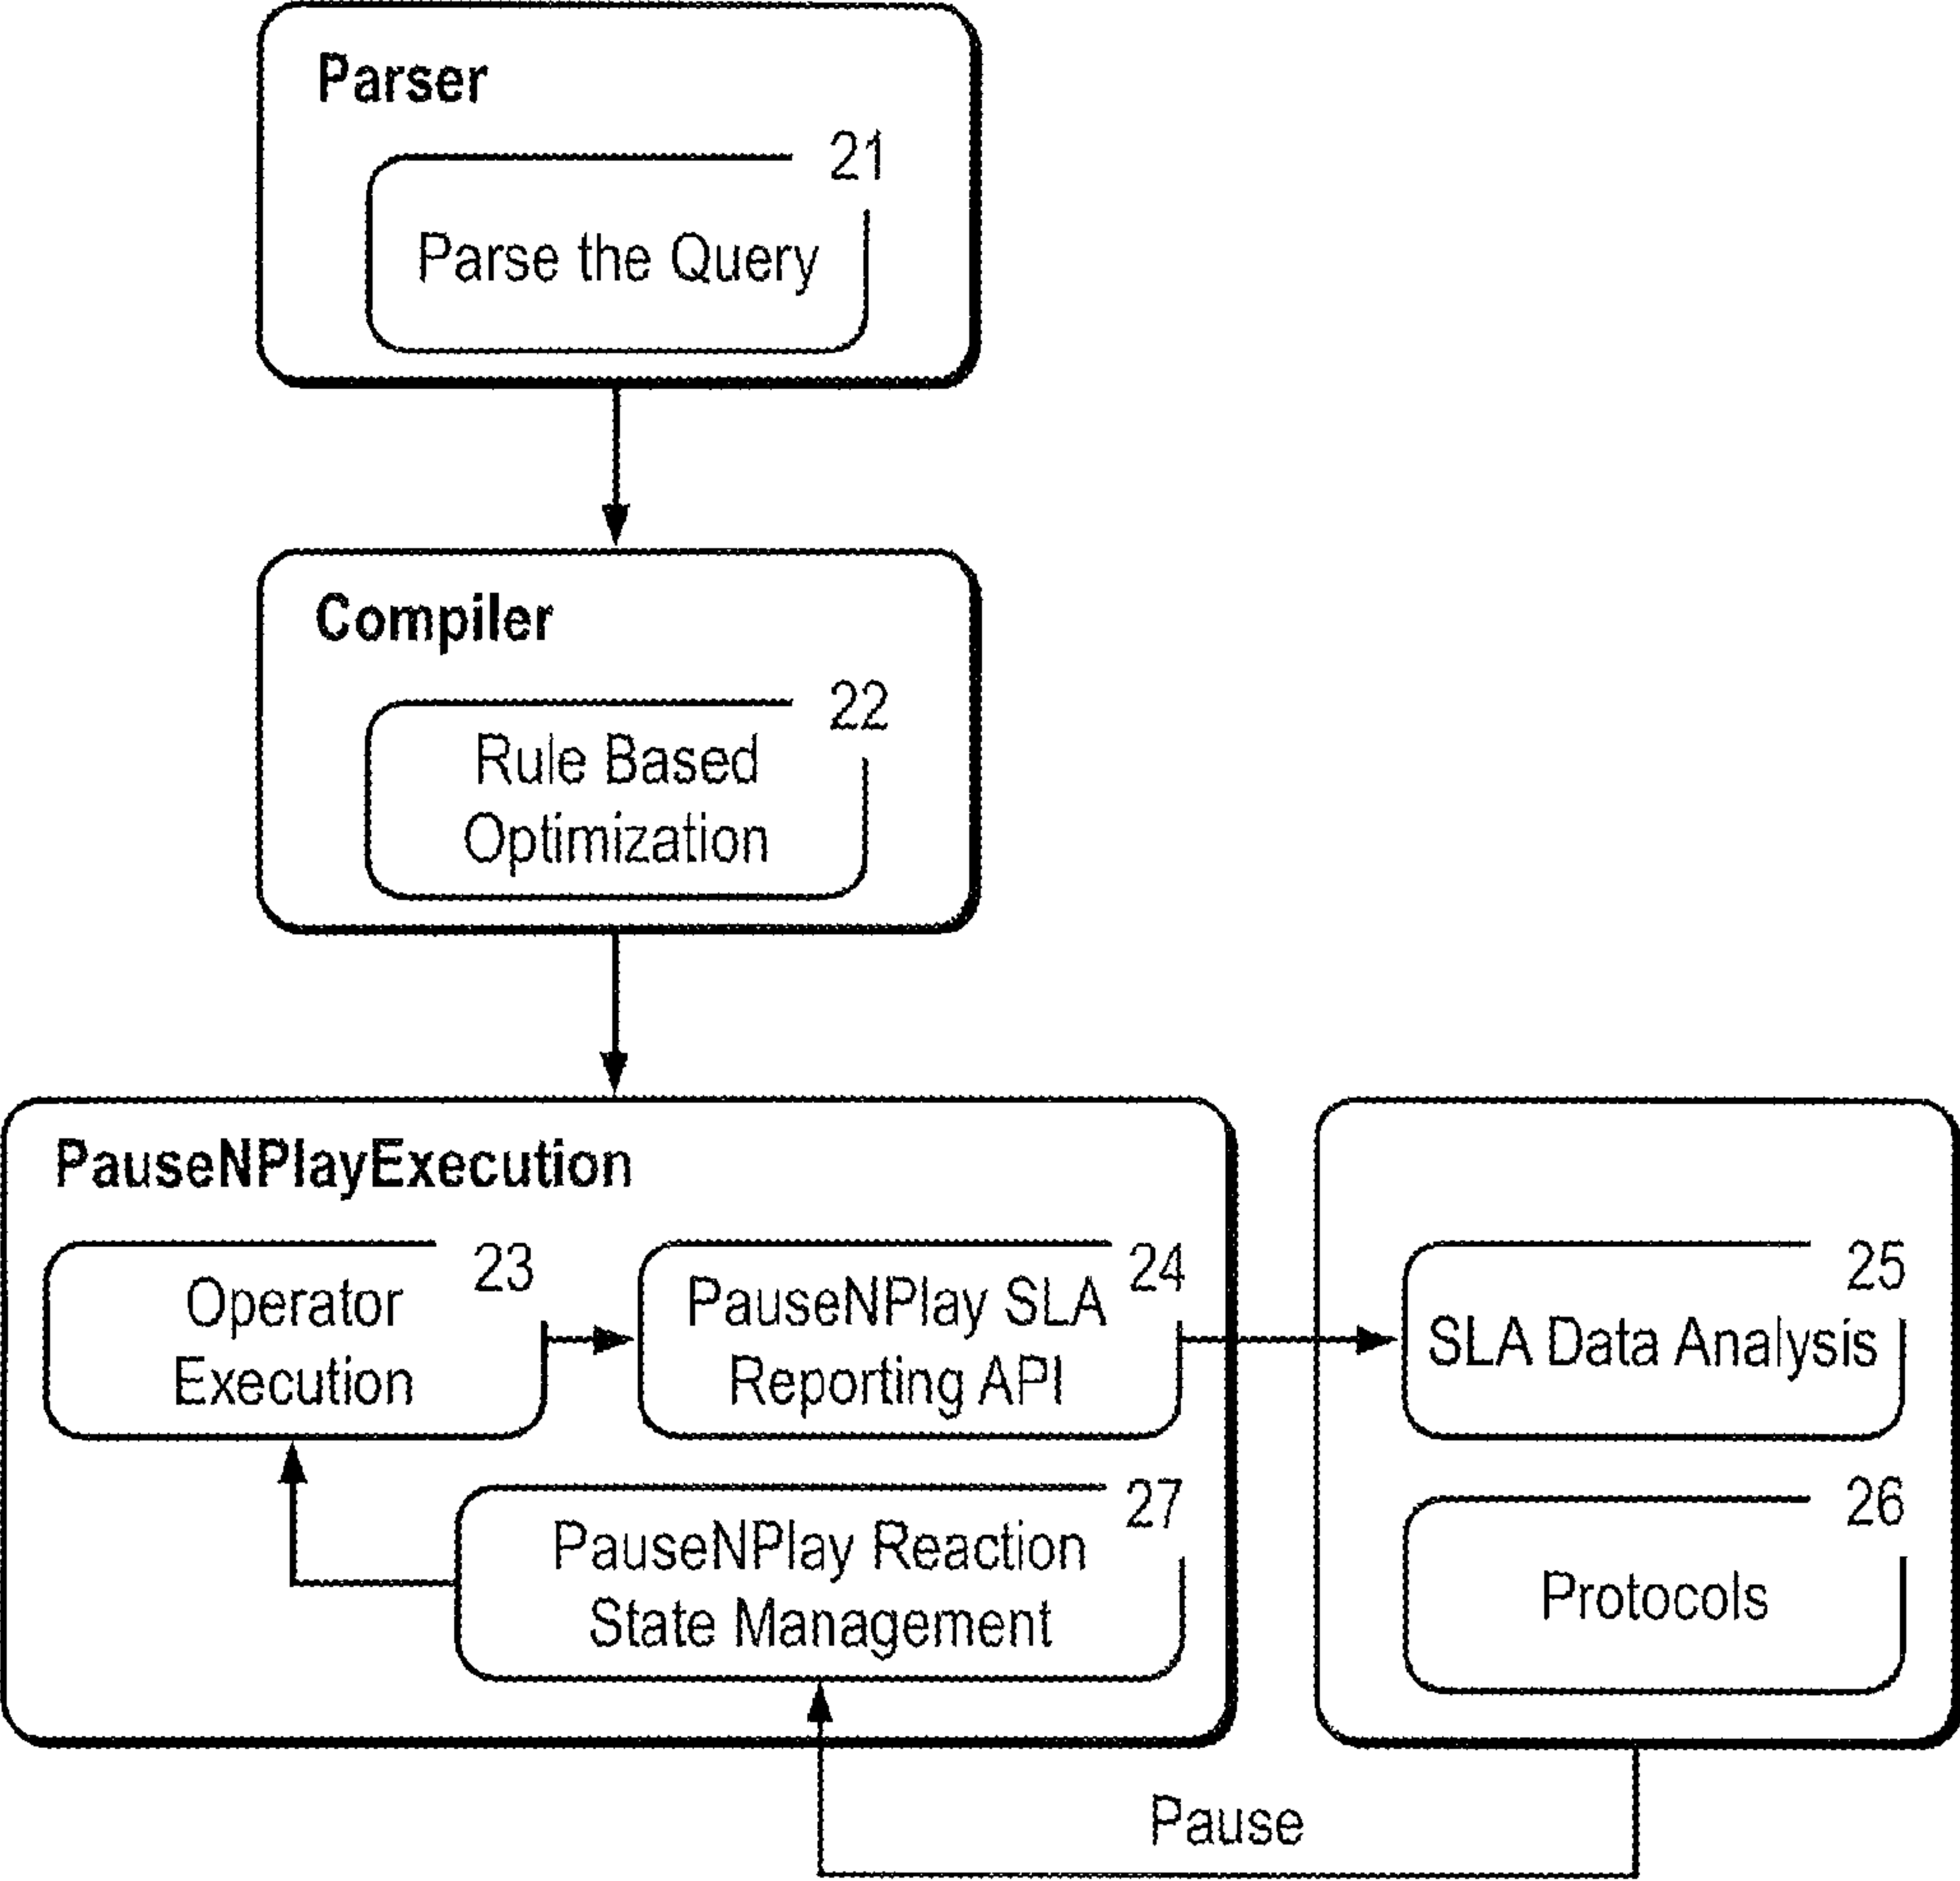 Parser
21
Parse the Query
Compiler
22
Rule Based
Optimization
PauseNPlayExecution
23
Operator
Execution
24
PauseNPlay SLA
Reporting API
25
SLA Data Analysis
27
PauseNPlay Reaction
State Management
26
Protocols
Pause